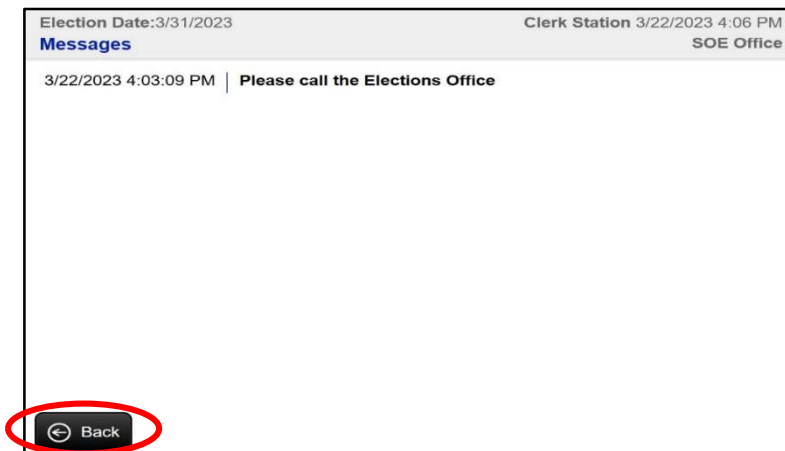 Election Date:3/31/2023 Clerk Station 3/22/2023 4:06 PM
Messages SOE Office
3/22/2023 4:03:09 PM | Please call the Elections Office
Back